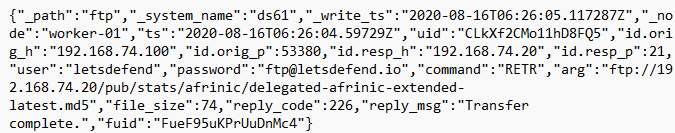 {"_path":"ftp","_system_name":"ds61","_write_ts":"2020-08-16T06:26:05.117287Z","_no
de":"worker-01","ts":"2020-08-16T06:26:04.59729Z","uid":"CLkXf2CMo11hD8FQ5","id.ori
g_h":"192.168.74.100","id.orig_p":53380,"id.resp_h":"192.168.74.20","id.resp_p":21,
"user":"letsdefend","password":"ftp@letsdefend.io","command":"RETR","arg":"ftp://19
2.168.74.20/pub/stats/afrinic/delegated-afrinic-extended-
latest.md5","file_size":74,"reply_code":226,"reply_msg":"Transfer
complete.","fuid":"FueF95uKPrUuDnMc4"}